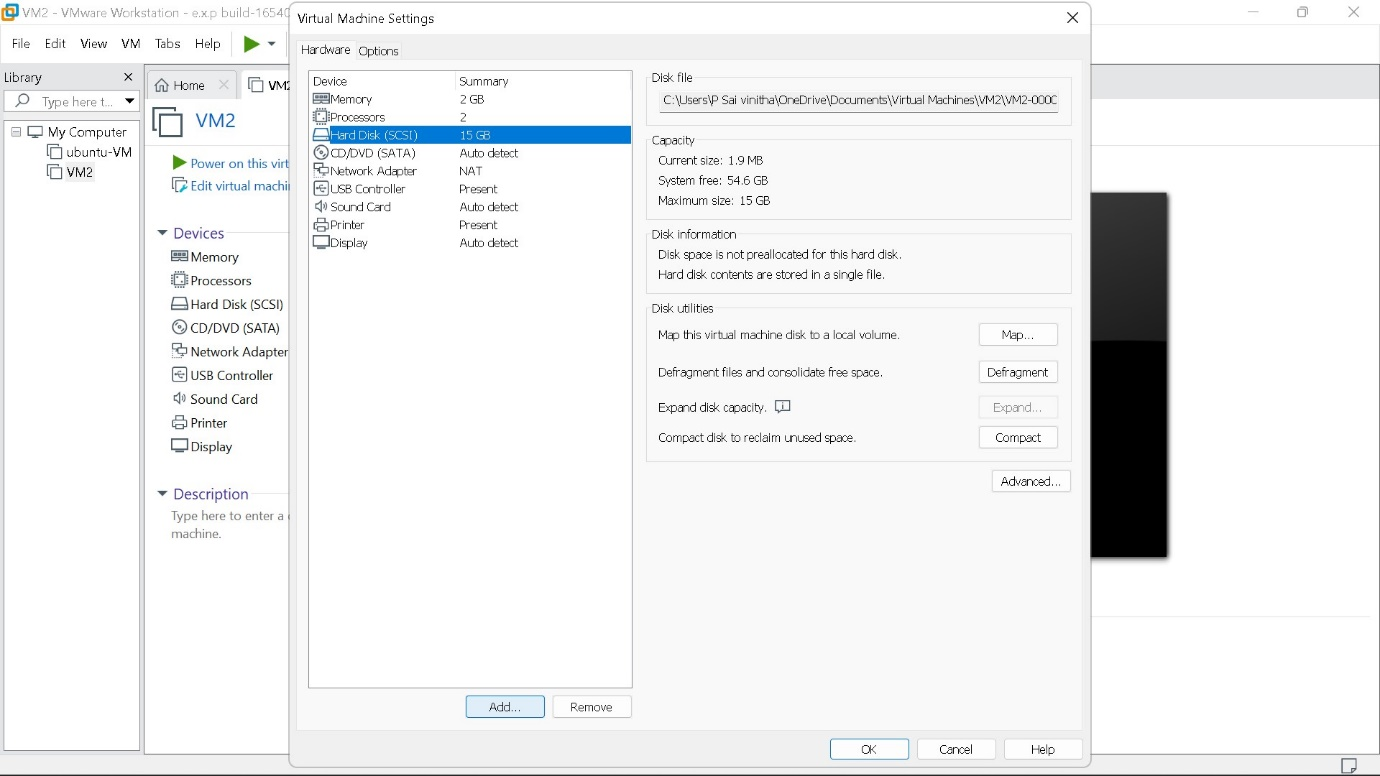 VM2 - VMware Workstation - e.x.p build-16540
File Edit View VM Tabs Help
Library
Type here t...
My Computer
ubuntu-VM
VM2
Home
VM2
VM2
Power on this virt
Edit virtual machi
Devices
Memory
Processors
Hard Disk (SCSI)
CD/DVD (SATA)
Network Adapter
USB Controller
Sound Card
Printer
Display
Description
Type here to enter a
machine.
Virtual Machine Settings
Hardware Options
Device Summary
Memory 2 GB
Processors 2
Hard Disk (SCSI) 15 GB
CD/DVD (SATA) Auto detect
Network Adapter NAT
USB Controller Present
Sound Card Auto detect
Printer Present
Display Auto detect
Add... Remove
Disk file
C:\Users\P Sai vinitha\OneDrive\Documents\Virtual Machines\VM2\VM2-000C
Capacity
Current size: 1.9 MB
System free: 54.6 GB
Maximum size: 15 GB
Disk information
Disk space is not preallocated for this hard disk.
Hard disk contents are stored in a single file.
Disk utilities
Map this virtual machine disk to a local volume. Map...
Defragment files and consolidate free space. Defragment
Expand disk capacity. Expand...
Compact disk to reclaim unused space. Compact
Advanced...
OK Cancel Help